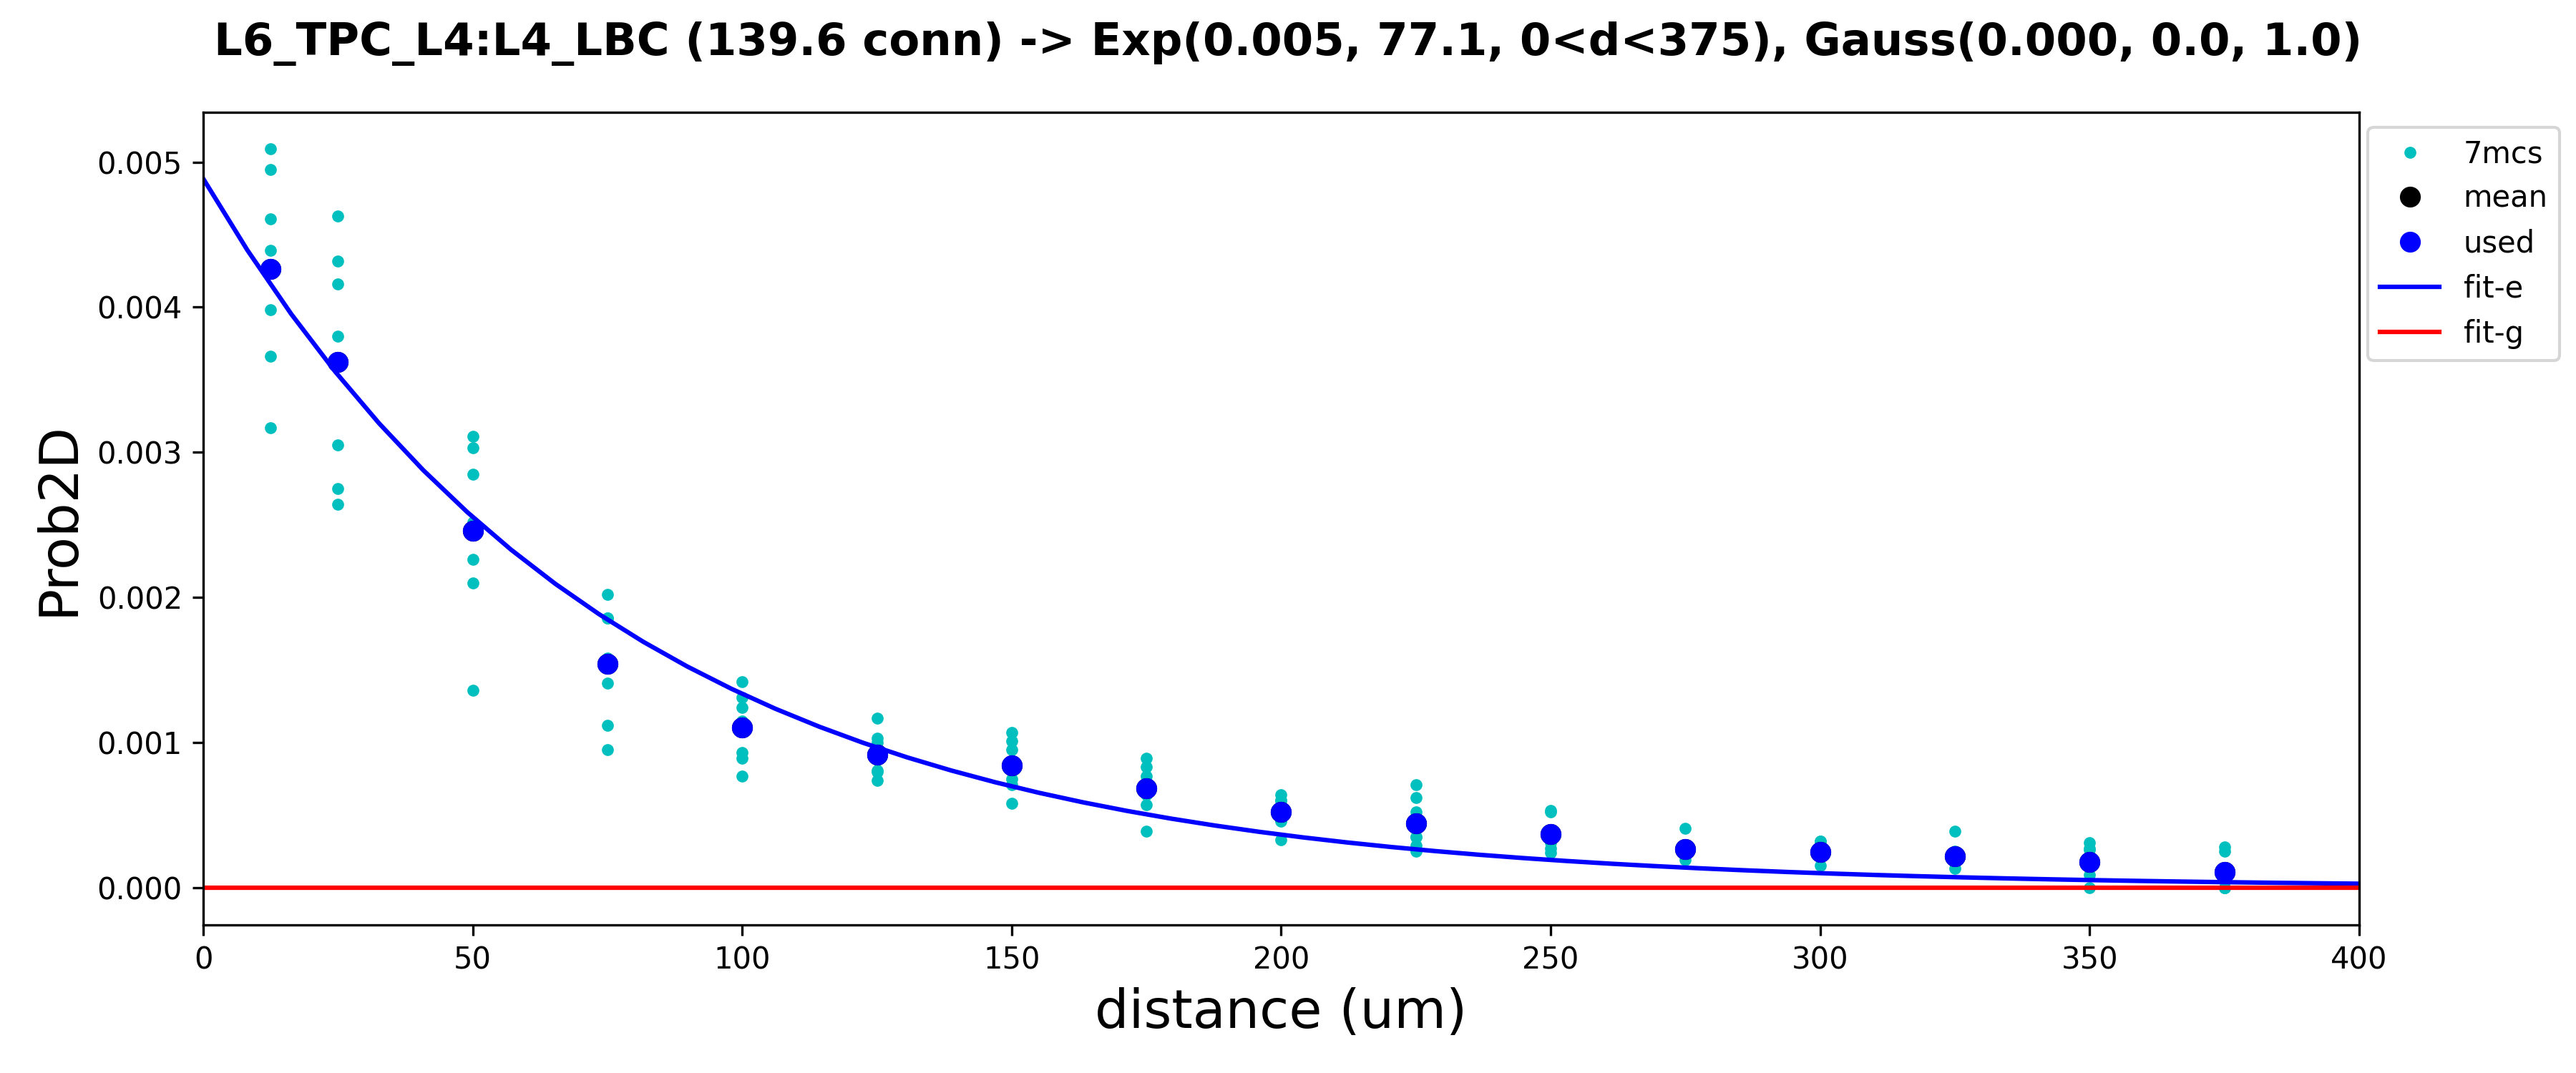 L6_TPC_L4:L4_LBC (139.6 conn) -> Exp(0.005, 77.1, 0<d<375), Gauss(0.000, 0.0, 1.0)
7mcs
mean
used
fit-e
fit-g
Prob2D
0.005
0.004
0.003
0.002
0.001
0.000
0 50 100 150 200 250 300 350 400
distance (um)